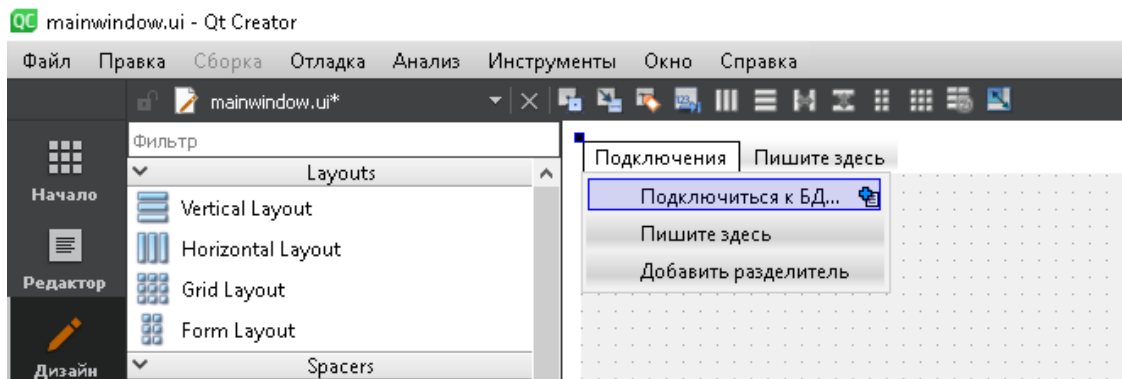 QC mainwindow.ui - Qt Creator
Файл Правка Сборка Отладка Анализ Инструменты Окно Справка
mainwindow.ui*
Фильтр
Layouts
Vertical Layout
Horizontal Layout
Grid Layout
Form Layout
Spacers
Начало
Редактор
Дизайн
Подключения Пишите здесь
Подключиться к БД...
Пишите здесь
Добавить разделитель